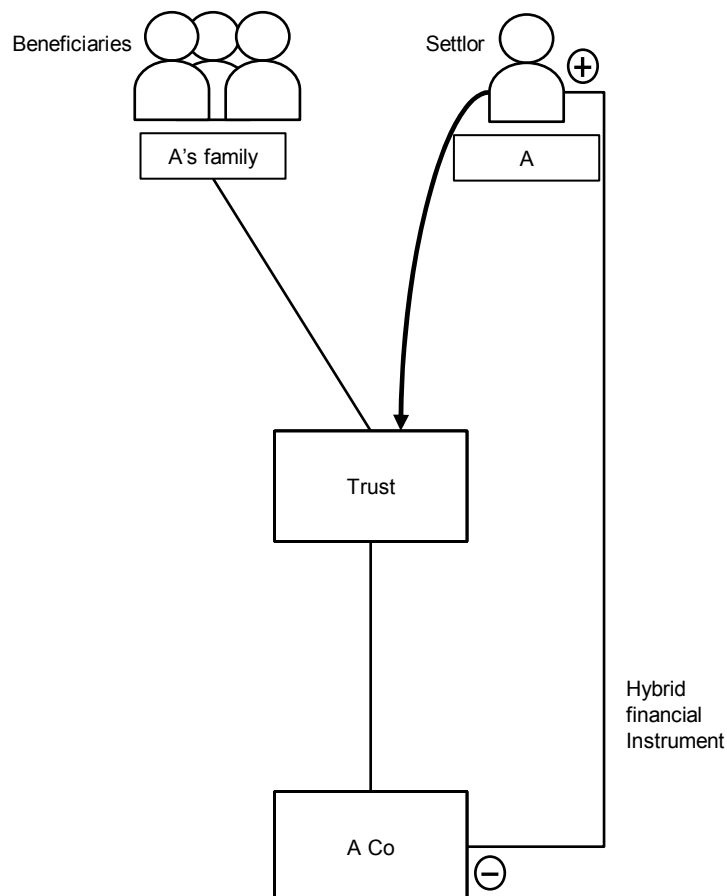 Beneficiaries
Settlor
+
A's family
A
Trust
Hybrid
financial
Instrument
A Co
−